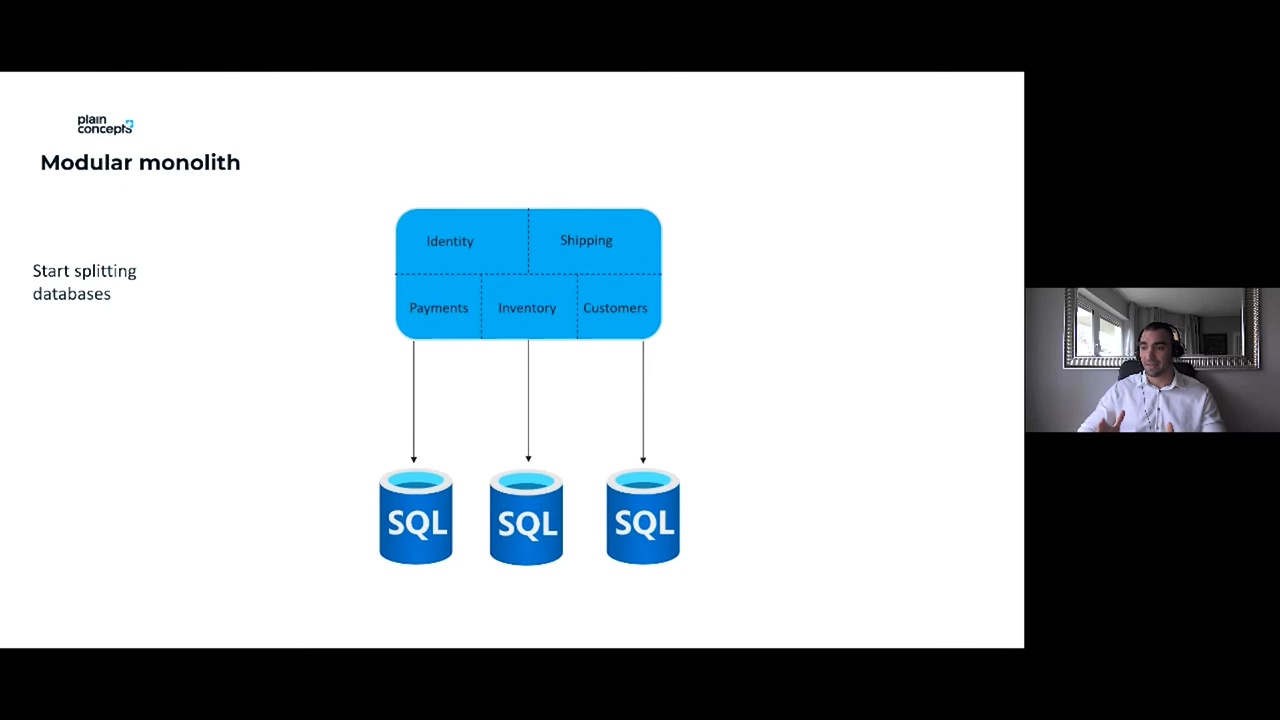 plain
concepts
Modular monolith
Start splitting
databases
Identity
Shipping
Payments
Inventory
Customers
SQL
SQL
SQL